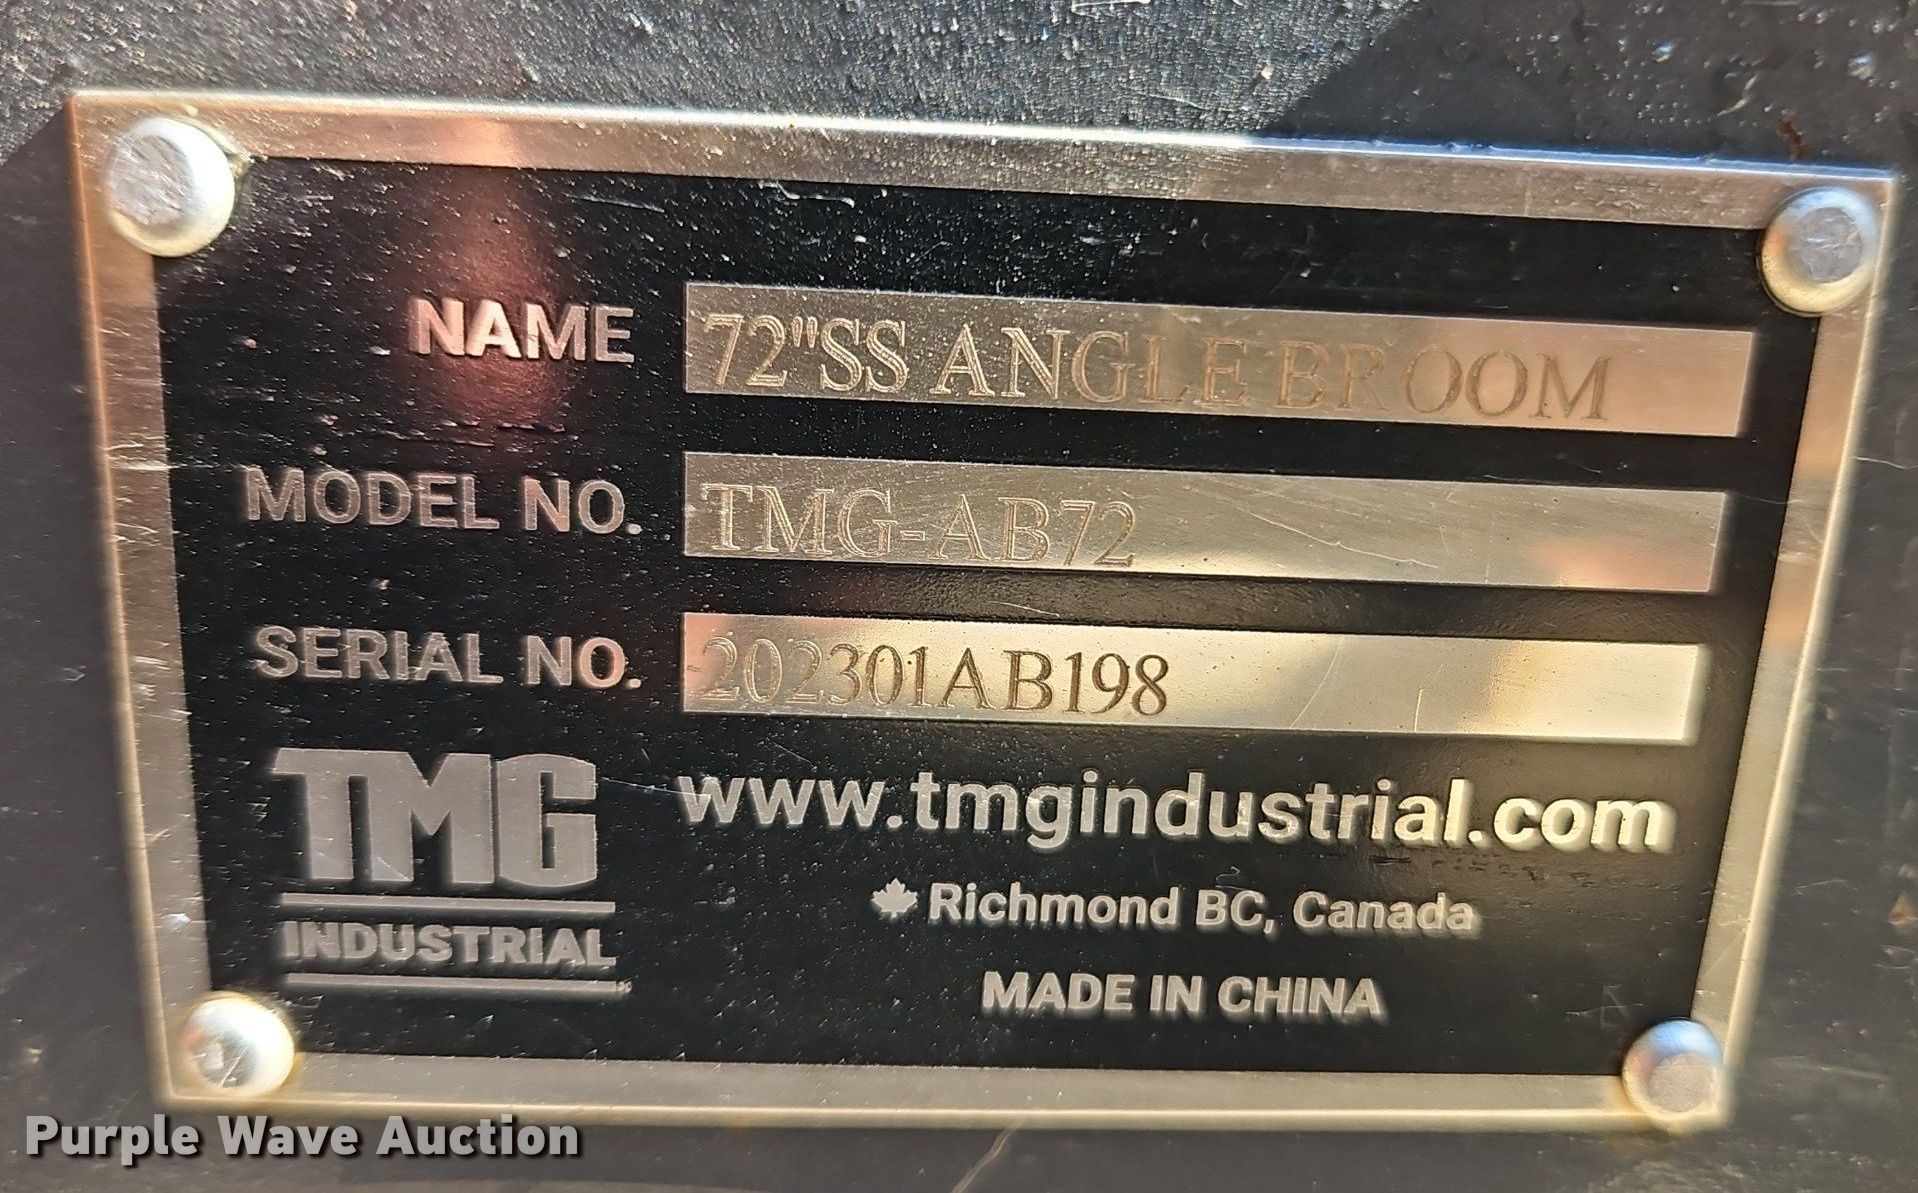 NAME 72"SS ANGLE BROOM
MODEL NO. TMG-AB72
SERIAL NO. 202301AB198
TMG
INDUSTRIAL
www.tmgindustrial.com
Richmond BC, Canada
MADE IN CHINA
Purple Wave Auction